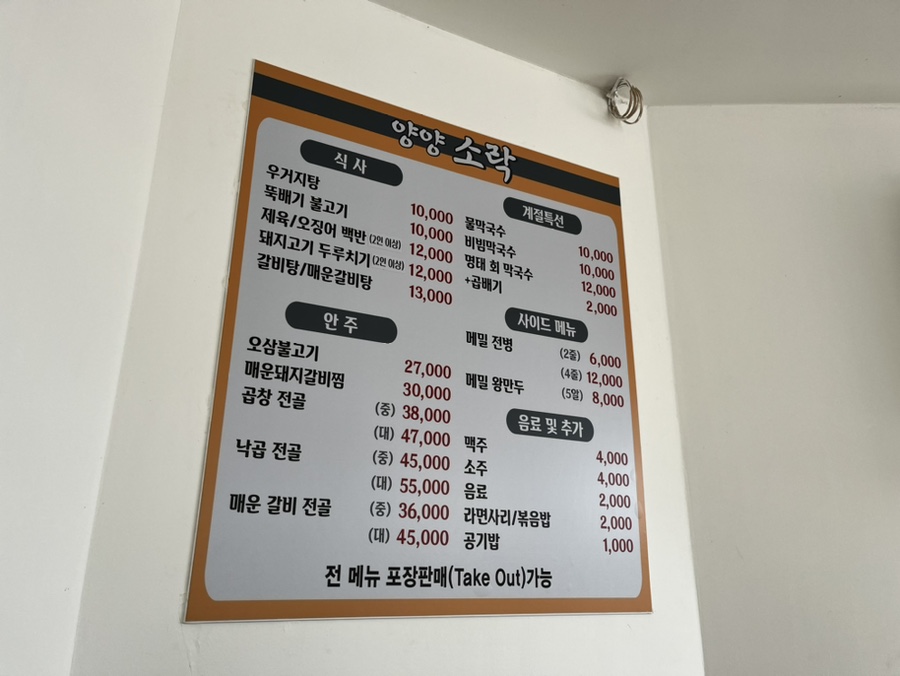 양양 소락
식 사
우거지탕 10,000
뚝배기 불고기 10,000
제육/오징어 백반 (2인 이상) 12,000
돼지고기 두루치기 (2인 이상) 12,000
갈비탕/매운갈비탕 13,000
안 주
오삼불고기 27,000
매운돼지갈비찜 30,000
곱창 전골 (중) 38,000
(대) 47,000
낙곱 전골 (중) 45,000
(대) 55,000
매운 갈비 전골 (중) 36,000
(대) 45,000
계절특선
물막국수 10,000
비빔막국수 10,000
명태 회 막국수 12,000
+곱배기 2,000
사이드 메뉴
메밀 전병 (2줄) 6,000
(4줄) 12,000
메밀 왕만두 (5알) 8,000
음료 및 추가
맥주 4,000
소주 4,000
음료 2,000
라면사리/볶음밥 2,000
공기밥 1,000
전 메뉴 포장판매(Take Out)가능